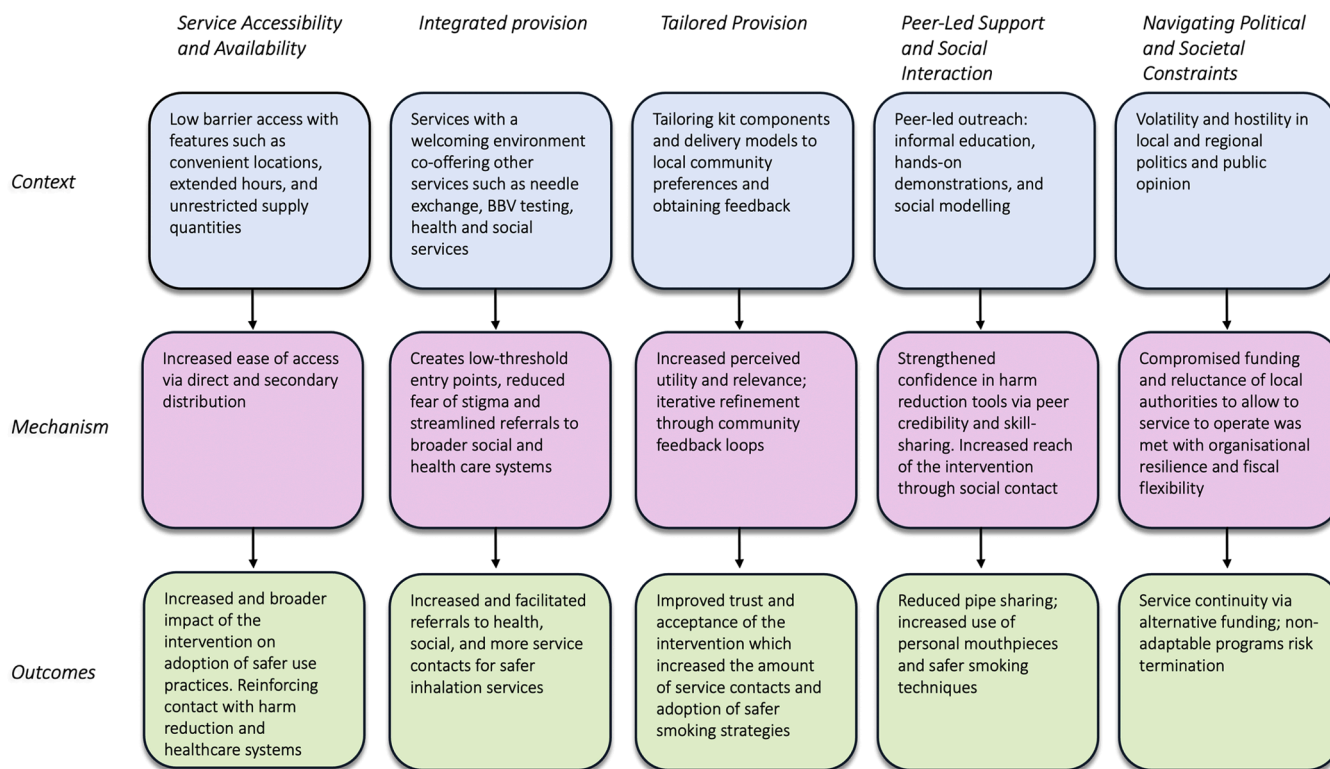 Service Accessibility
and Availability
Integrated provision
Tailored Provision
Peer-Led Support
and Social
Interaction
Navigating Political
and Societal
Constraints
Context
Low barrier access with
features such as
convenient locations,
extended hours, and
unrestricted supply
quantities
Services with a
welcoming environment
co-offering other
services such as needle
exchange, BBV testing,
health and social
services
Tailoring kit components
and delivery models to
local community
preferences and
obtaining feedback
Peer-led outreach:
informal education,
hands-on
demonstrations, and
social modelling
Volatility and hostility in
local and regional
politics and public
opinion
Mechanism
Increased ease of access
via direct and secondary
distribution
Creates low-threshold
entry points, reduced
fear of stigma and
streamlined referrals to
broader social and
health care systems
Increased perceived
utility and relevance;
iterative refinement
through community
feedback loops
Strengthened
confidence in harm
reduction tools via peer
credibility and skill-
sharing. Increased reach
of the intervention
through social contact
Compromised funding
and reluctance of local
authorities to allow to
service to operate was
met with organisational
resilience and fiscal
flexibility
Outcomes
Increased and broader
impact of the
intervention on
adoption of safer use
practices. Reinforcing
contact with harm
reduction and
healthcare systems
Increased and facilitated
referrals to health,
social, and more service
contacts for safer
inhalation services
Improved trust and
acceptance of the
intervention which
increased the amount
of service contacts and
adoption of safer
smoking strategies
Reduced pipe sharing;
increased use of
personal mouthpieces
and safer smoking
techniques
Service continuity via
alternative funding; non-
adaptable programs risk
termination